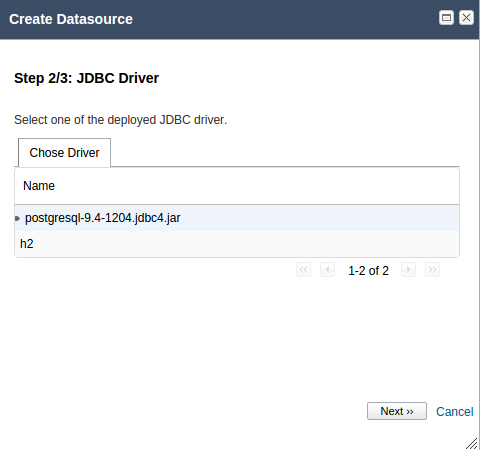 Create Datasource
Step 2/3: JDBC Driver
Select one of the deployed JDBC driver.
Chose Driver
Name
postgresql-9.4-1204.jdbc4.jar
h2
1-2 of 2
Next ›› Cancel